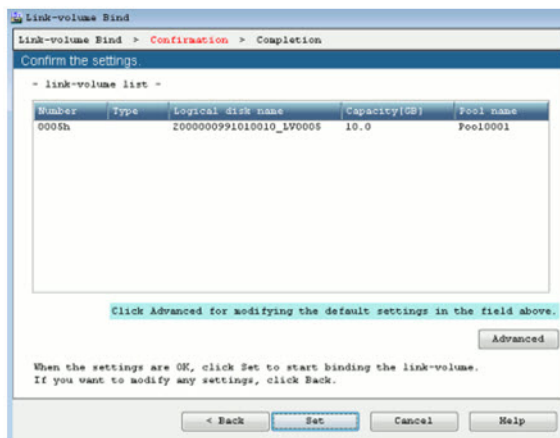 Link-volume Bind
Link-volume Bind > Confirmation > Completion
Confirm the settings.
- link-volume list -
Number Type Logical disk name Capacity[GB] Pool name
0005h 2000000991010010_LV0005 10.0 Pool0001
Click Advanced for modifying the default settings in the field above.
Advanced
When the settings are OK, click Set to start binding the link-volume.
If you want to modify any settings, click Back.
< Back Set Cancel Help